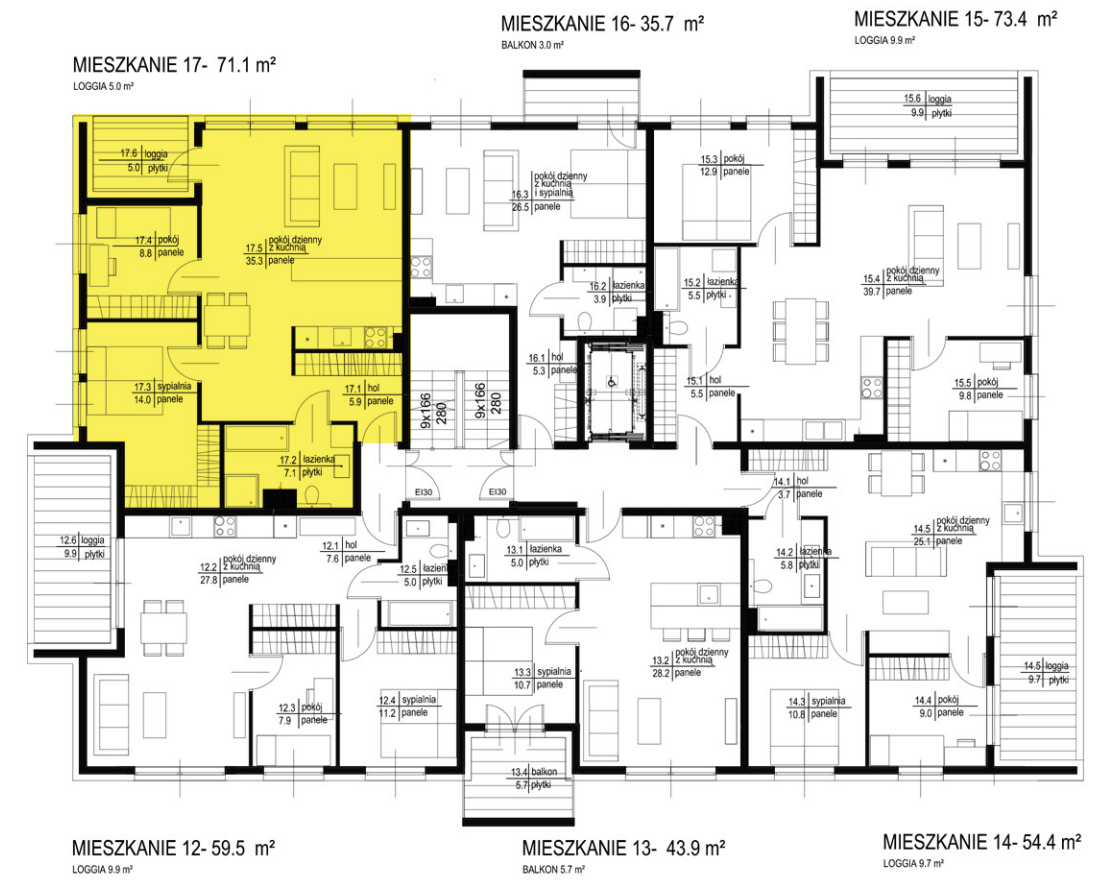 MIESZKANIE 16- 35.7 m²
BALKON 3.0 m²
MIESZKANIE 15- 73.4 m²
LOGGIA 9.9 m²
MIESZKANIE 17- 71.1 m²
LOGGIA 5.0 m²
17.6 loggia
5.0 płytki
17.4 pokój
8.8 panele
pokój dzienny
17.5 z kuchnią
35.3 panele
17.3 sypialnia
14.0 panele
17.1 hol
5.9 panele
17.2 łazienka
7.1 płytki
pokój dzienny
z kuchnią
16.3 i sypialnią
26.5 panele
16.2 łazienka
3.9 płytki
16.1 hol
5.3 panele
9x166
280
9x166
280
EI30
EI30
15.3 pokój
12.9 panele
15.6 loggia
9.9 płytki
15.2 łazienka
5.5 płytki
pokój dzienny
15.4 z kuchnią
39.7 panele
15.1 hol
5.5 panele
15.5 pokój
9.8 panele
12.6 loggia
9.9 płytki
pokój dzienny
12.2 z kuchnią
27.8 panele
12.1 hol
7.6 panele
12.5 łazienka
5.0 płytki
12.3 pokój
7.9 panele
12.4 sypialnia
11.2 panele
13.1 łazienka
5.0 płytki
13.3 sypialnia
10.7 panele
pokój dzienny
13.2 z kuchnią
28.2 panele
13.4 balkon
5.7 płytki
14.1 hol
3.7 panele
14.2 łazienka
5.8 płytki
pokój dzienny
14.5 z kuchnią
25.1 panele
14.3 sypialnia
10.8 panele
14.4 pokój
9.0 panele
14.5 loggia
9.7 płytki
MIESZKANIE 12- 59.5 m²
LOGGIA 9.9 m²
MIESZKANIE 13- 43.9 m²
BALKON 5.7 m²
MIESZKANIE 14- 54.4 m²
LOGGIA 9.7 m²